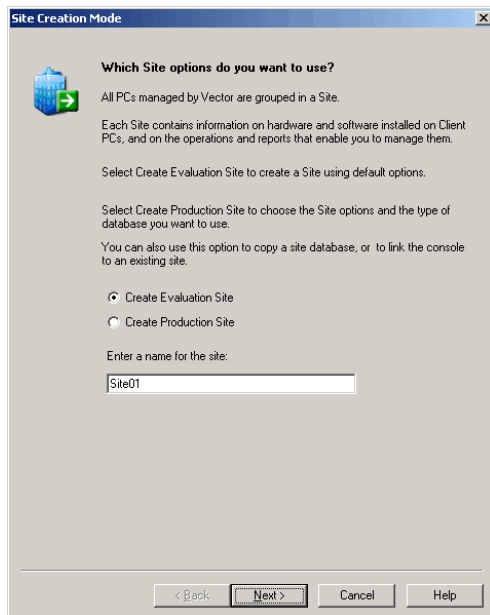 Site Creation Mode
Which Site options do you want to use?
All PCs managed by Vector are grouped in a Site.
Each Site contains information on hardware and software installed on Client
PCs, and on the operations and reports that enable you to manage them.
Select Create Evaluation Site to create a Site using default options.
Select Create Production Site to choose the Site options and the type of
database you want to use.
You can also use this option to copy a site database, or to link the console
to an existing site.
Create Evaluation Site
Create Production Site
Enter a name for the site:
Site01
< Back Next > Cancel Help